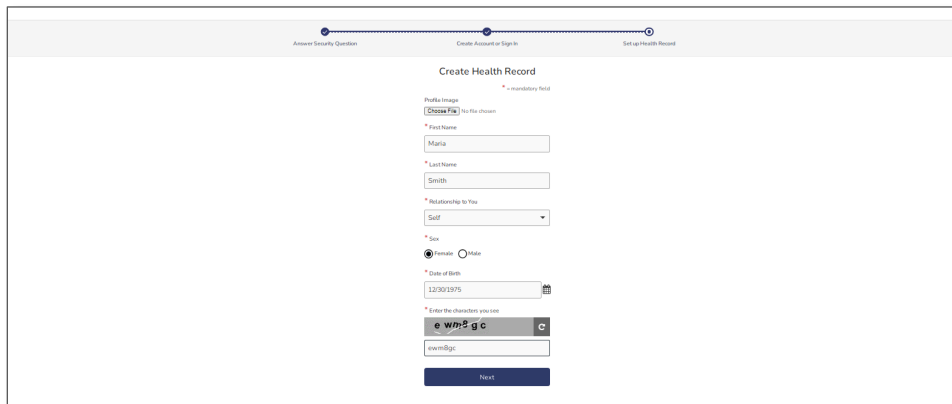 Answer Security Question
Create Account or Sign In
Set up Health Record
Create Health Record
* = mandatory field
Profile Image
Choose File No file chosen
* First Name
Maria
* Last Name
Smith
* Relationship to You
Self
* Sex
Female Male
* Date of Birth
12/30/1975
* Enter the characters you see
e wm8 g c
ewm8gc
Next